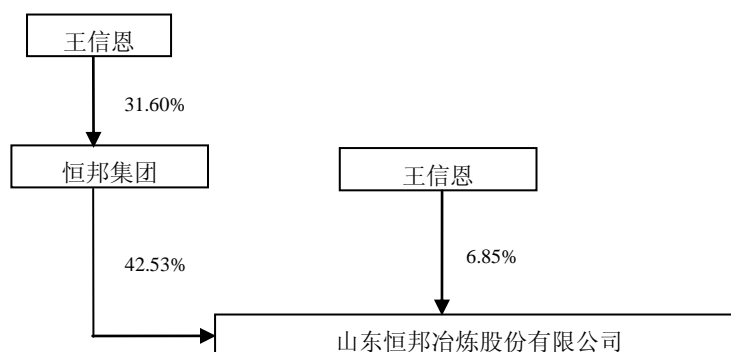 王信恩
31.60%
恒邦集团
王信恩
42.53%
6.85%
山东恒邦冶炼股份有限公司